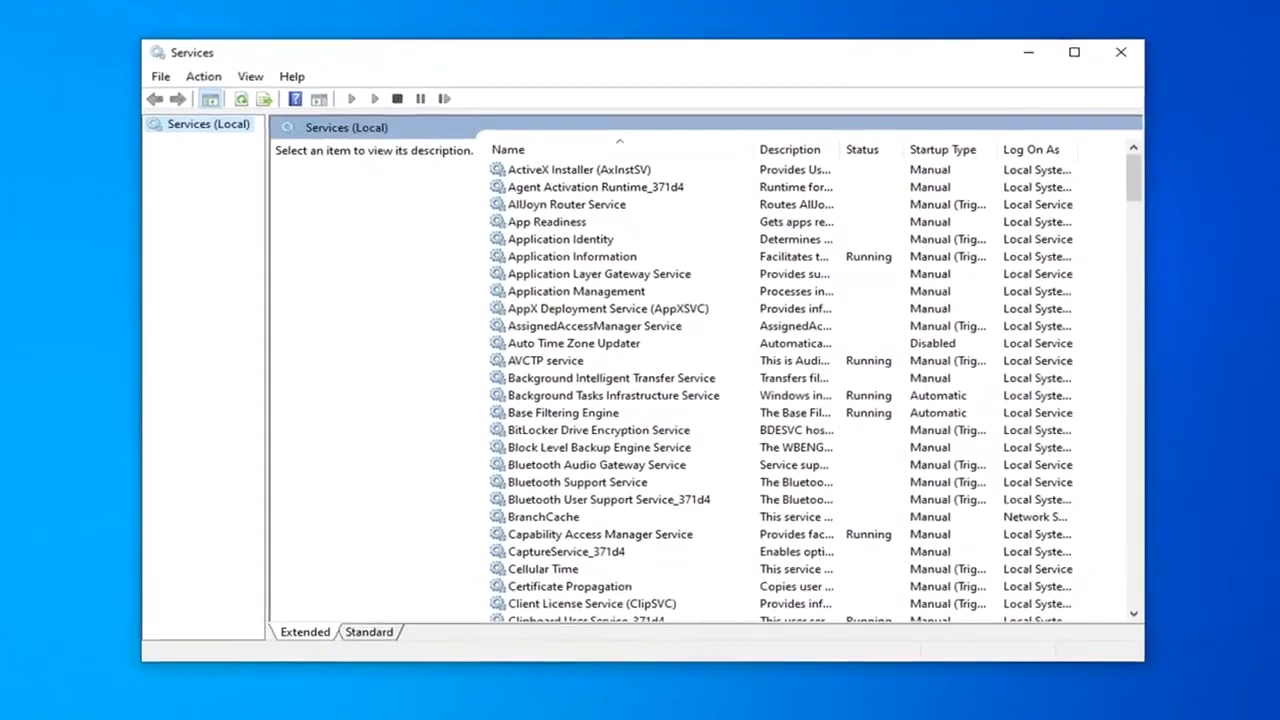 Services
File Action View Help
Services (Local)
Services (Local)
Select an item to view its description.
Name Description Status Startup Type Log On As
ActiveX Installer (AxInstSV) Provides Us... Manual Local Syste...
Agent Activation Runtime_371d4 Runtime for... Manual Local Syste...
AllJoyn Router Service Routes AllJo... Manual (Trig... Local Service
App Readiness Gets apps re... Manual Local Syste...
Application Identity Determines ... Manual (Trig... Local Service
Application Information Facilitates t... Running Manual (Trig... Local Syste...
Application Layer Gateway Service Provides su... Manual Local Service
Application Management Processes in... Manual Local Syste...
AppX Deployment Service (AppXSVC) Provides inf... Manual Local Syste...
AssignedAccessManager Service AssignedAc... Manual (Trig... Local Syste...
Auto Time Zone Updater Automatica... Disabled Local Service
AVCTP service This is Audi... Running Manual (Trig... Local Service
Background Intelligent Transfer Service Transfers fil... Manual Local Syste...
Background Tasks Infrastructure Service Windows in... Running Automatic Local Syste...
Base Filtering Engine The Base Fil... Running Automatic Local Service
BitLocker Drive Encryption Service BDESVC hos... Manual (Trig... Local Syste...
Block Level Backup Engine Service The WBENG... Manual Local Syste...
Bluetooth Audio Gateway Service Service sup... Manual (Trig... Local Service
Bluetooth Support Service The Bluetoo... Manual (Trig... Local Service
Bluetooth User Support Service_371d4 The Bluetoo... Manual (Trig... Local Syste...
BranchCache This service ... Manual Network S...
Capability Access Manager Service Provides fac... Running Manual Local Syste...
CaptureService_371d4 Enables opti... Manual Local Syste...
Cellular Time This service ... Manual (Trig... Local Service
Certificate Propagation Copies user ... Manual (Trig... Local Syste...
Client License Service (ClipSVC) Provides inf... Manual (Trig... Local Syste...
Clipboard User Service_371d4 This user ser... Running Manual Local Syste...
Extended Standard